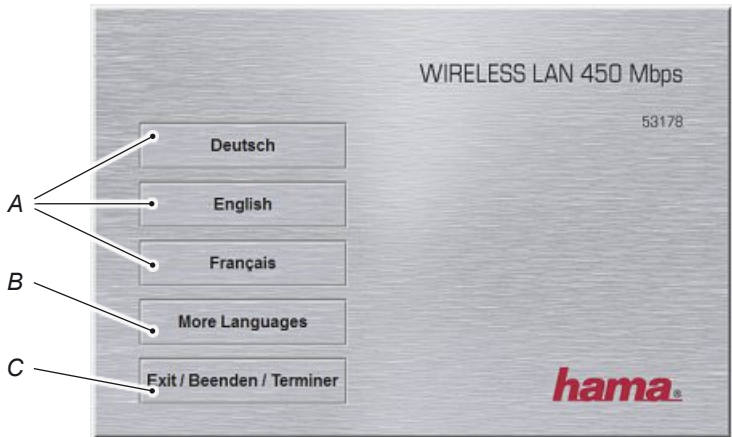 WIRELESS LAN 450 Mbps
53178
A
Deutsch
English
Français
B
More Languages
C
Exit / Beenden / Terminer
hama®